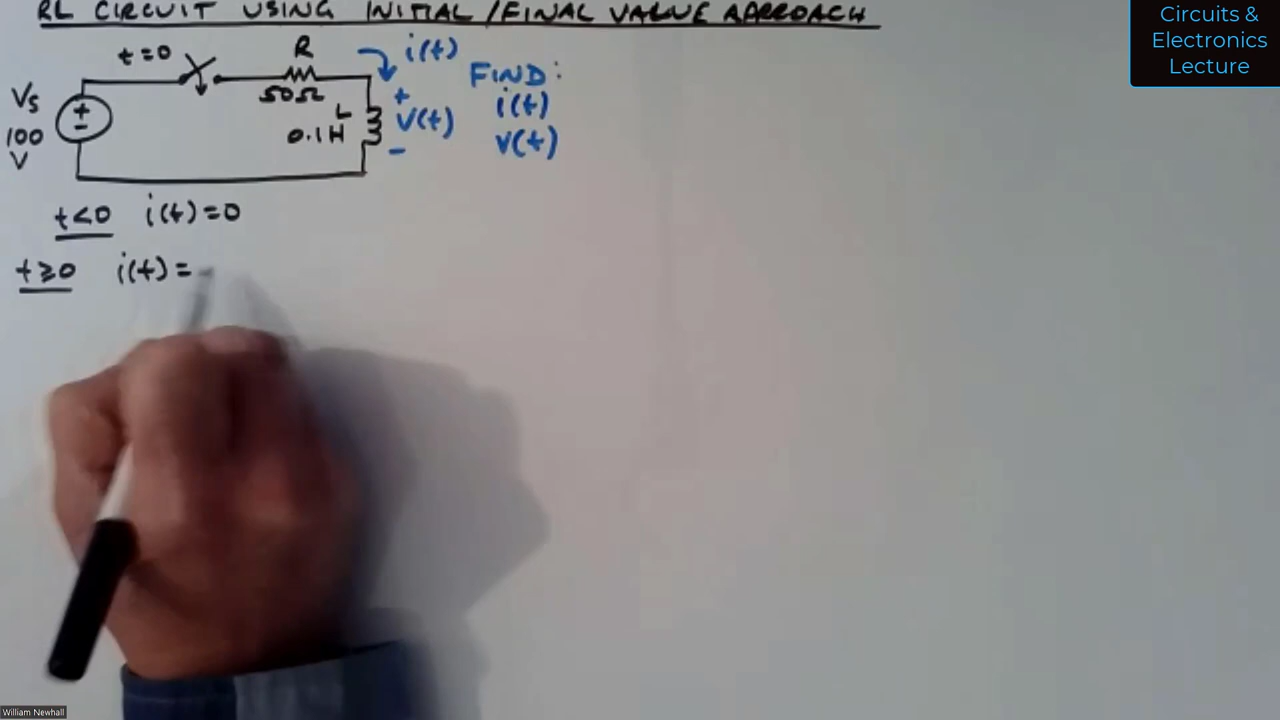 RL CIRCUIT USING INITIAL/FINAL VALUE APPROACH
Circuits &
Electronics
Lecture
t=0
R
i(t)
50Ω
FIND:
i(t)
v(t)
Vs
100
V
+
-
L
0.1H
+
v(t)
-
t<0 i(t)=0
t≥0 i(t)=
William Newhall